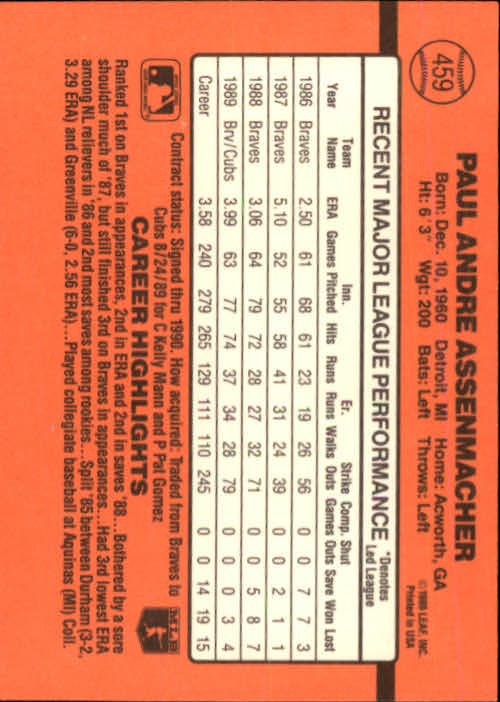 459
PAUL ANDRE ASSENMACHER
Born: Dec. 10, 1960 Detroit, MI Home: Acworth, GA
Ht: 6'3" Wgt: 200 Bats: Left Throws: Left
© 1989 LEAF, INC.
Printed in USA
RECENT MAJOR LEAGUE PERFORMANCE *Denotes Led League
Team Inn. Er. Strike Comp. Shut
Year Name ERA Games Pitched Hits Runs Runs Walks Outs Games Outs Save Won Lost
1986 Braves 2.50 61 68 61 23 19 26 56 0 0 7 7 3
1987 Braves 5.10 52 55 58 41 31 24 39 0 0 2 1 1
1988 Braves 3.06 64 79 72 28 27 32 71 0 0 5 8 7
1989 Brv/Cubs 3.99 63 77 74 37 34 28 79 0 0 0 3 4
Career 3.58 240 279 265 129 111 110 245 0 0 14 19 15
Contract status: Signed thru 1990. How acquired: Traded from Braves to
Cubs 8/24/89 for C Kelly Mann and P Pat Gomez
MLB
CAREER HIGHLIGHTS
Ranked 1st on Braves in appearances, 2nd in ERA and 2nd in saves '88...Bothered by a sore
shoulder much of '87, but still finished 3rd on Braves in appearances...Had 3rd lowest ERA
among NL relievers in '86 and 2nd most saves among rookies... Split '85 between Durham (3-2,
3.29 ERA) and Greenville (6-0, 2.56 ERA)...Played collegiate baseball at Aquinas (MI) Coll.